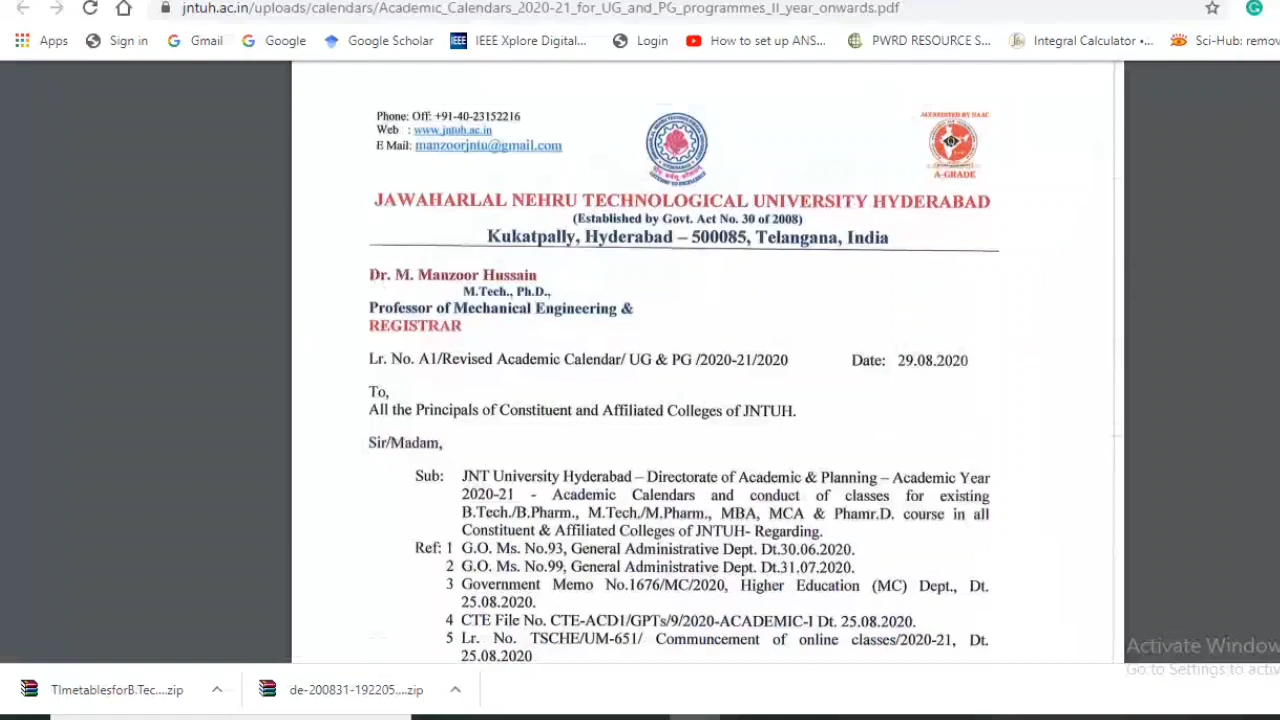 jntuh.ac.in/uploads/calendars/Academic_Calendars_2020-21_for_UG_and_PG_programmes_II_year_onwards.pdf
Apps Sign in Gmail Google Google Scholar IEEE Xplore Digital... Login How to set up ANS... PWRD RESOURCE S... Integral Calculator •... Sci-Hub: remov
Phone: Off: +91-40-23152216
Web : www.jntuh.ac.in
E Mail: manzoorjntu@gmail.com
ACCREDITED BY NAAC
A-GRADE
JAWAHARLAL NEHRU TECHNOLOGICAL UNIVERSITY HYDERABAD
(Established by Govt. Act No. 30 of 2008)
Kukatpally, Hyderabad – 500085, Telangana, India
Dr. M. Manzoor Hussain
M.Tech., Ph.D.,
Professor of Mechanical Engineering &
REGISTRAR
Lr. No. A1/Revised Academic Calendar/ UG & PG /2020-21/2020 Date: 29.08.2020
To,
All the Principals of Constituent and Affiliated Colleges of JNTUH.
Sir/Madam,
Sub: JNT University Hyderabad – Directorate of Academic & Planning – Academic Year
2020-21 - Academic Calendars and conduct of classes for existing
B.Tech./B.Pharm., M.Tech./M.Pharm., MBA, MCA & Phamr.D. course in all
Constituent & Affiliated Colleges of JNTUH- Regarding.
Ref: 1 G.O. Ms. No.93, General Administrative Dept. Dt.30.06.2020.
2 G.O. Ms. No.99, General Administrative Dept. Dt.31.07.2020.
3 Government Memo No.1676/MC/2020, Higher Education (MC) Dept., Dt.
25.08.2020.
4 CTE File No. CTE-ACD1/GPTs/9/2020-ACADEMIC-I Dt. 25.08.2020.
5 Lr. No. TSCHE/UM-651/ Communcement of online classes/2020-21, Dt.
25.08.2020
Activate Window
Go to Settings to activ
TImetablesforB.Tec....zip de-200831-192205....zip